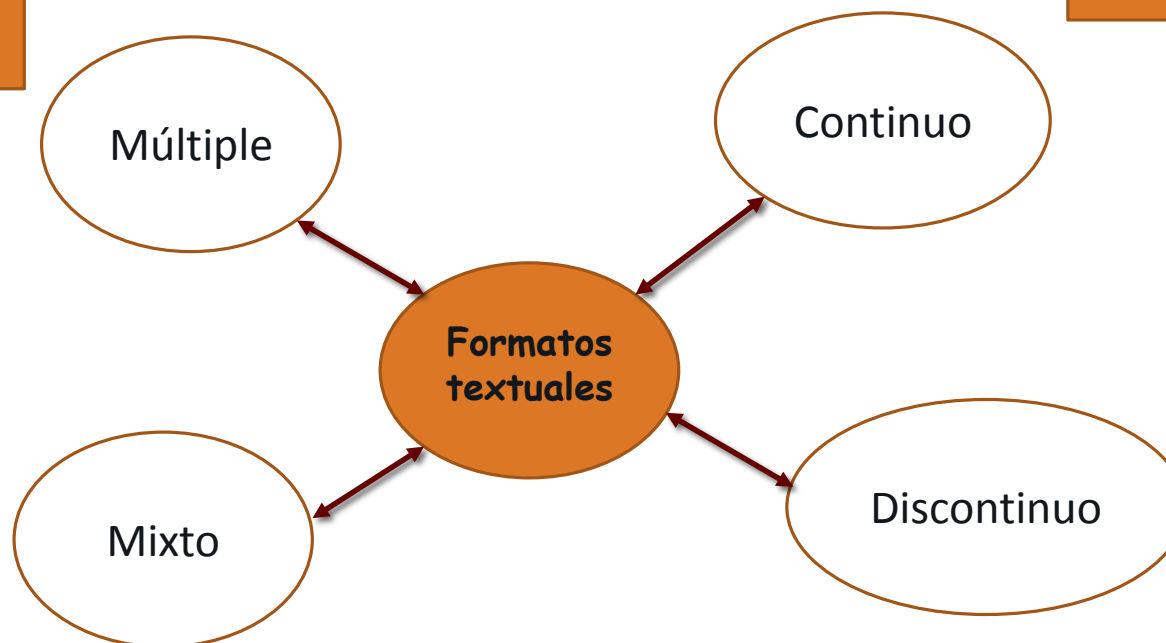 Múltiple
Continuo
Formatos
textuales
Mixto
Discontinuo